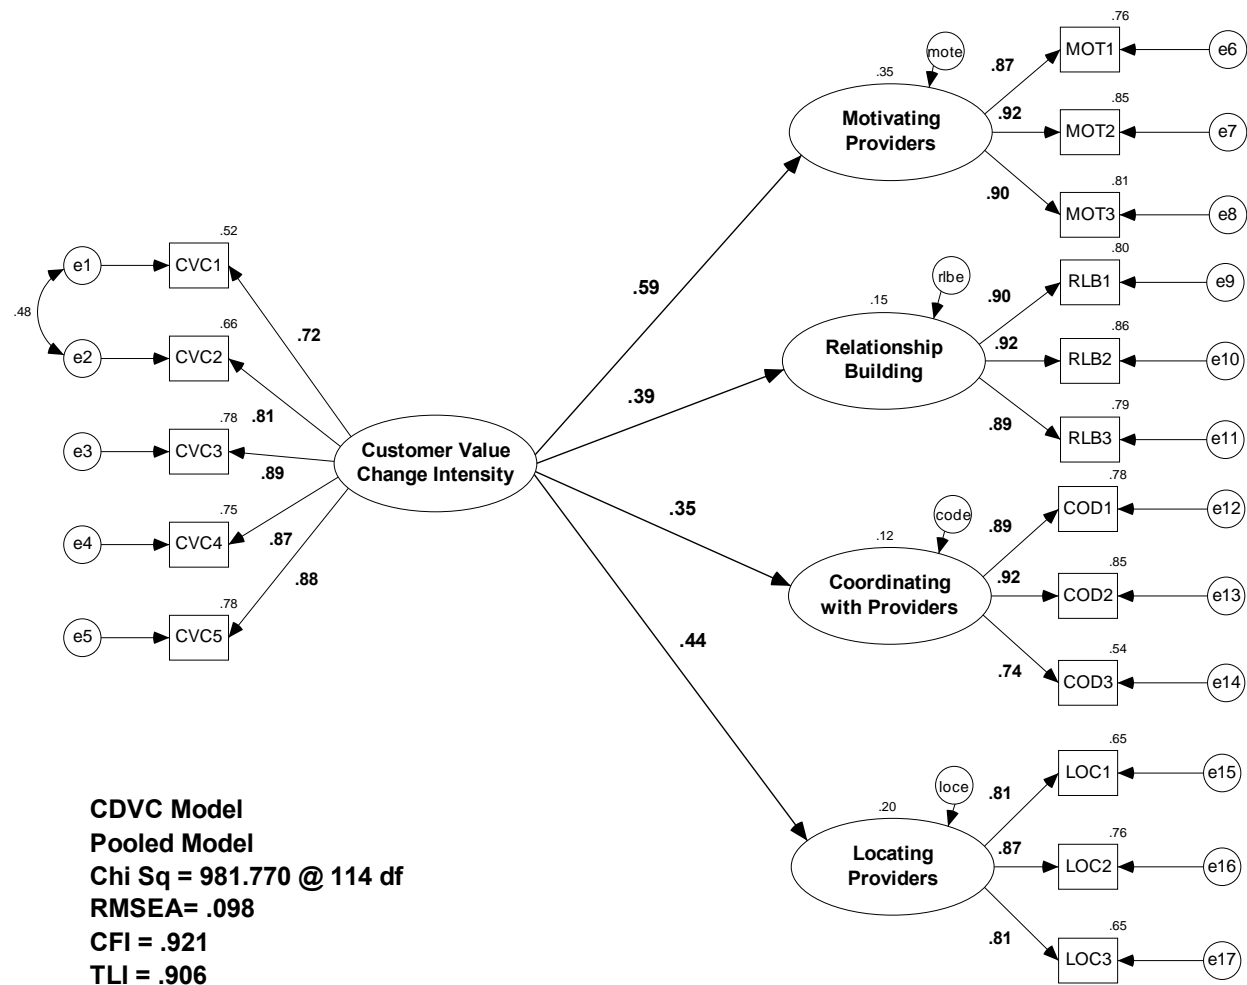 .76
mote
.87
MOT1
e6
.35
.92
.85
Motivating
Providers
MOT2
e7
.81
.90
MOT3
e8
.52
e1
CVC1
.80
rlbe
.90
RLB1
e9
.59
.48
.15
.66
.72
.86
e2
CVC2
Relationship
Building
.92
RLB2
e10
.39
.78
.81
.79
.89
RLB3
e11
e3
CVC3
Customer Value
Change Intensity
.89
.78
.75
.35
code
.89
COD1
e12
e4
CVC4
.87
.12
.85
.88
.92
Coordinating
with Providers
COD2
e13
.78
.44
.54
e5
CVC5
.74
COD3
e14
.65
loce
.81
LOC1
e15
.20
.76
.87
Locating
Providers
LOC2
e16
.65
.81
LOC3
e17
CDVC Model
Pooled Model
Chi Sq = 981.770 @ 114 df
RMSEA= .098
CFI = .921
TLI = .906